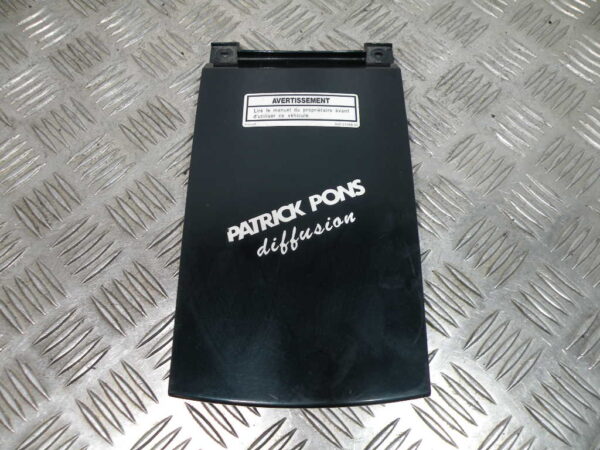 AVERTISSEMENT
Lire le manuel du propriétaire avant
d'utiliser ce véhicule.
PATRICK PONS
diffusion